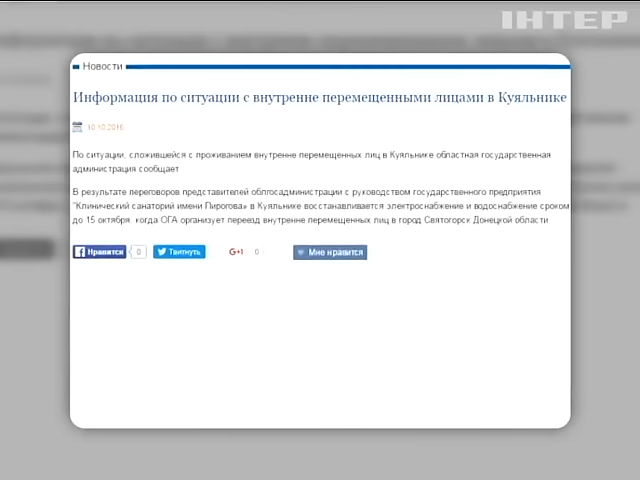 ІНТЕР
Новости
Информация по ситуации с внутренне перемещенными лицами в Куяльнике
10.10.2016
По ситуации, сложившейся с проживанием внутренне перемещенных лиц в Куяльнике областная государственная
администрация сообщает
В результате переговоров представителей облгосадминистрации с руководством государственного предприятия
"Клинический санаторий имени Пирогова» в Куяльнике восстанавливается электроснабжение и водоснабжение сроком
до 15 октября, когда ОГА организует переезд внутренне перемещенных лиц в город Святогорск Донецкой области
Нравится 0 Твитнуть G+1 0 Мне нравится